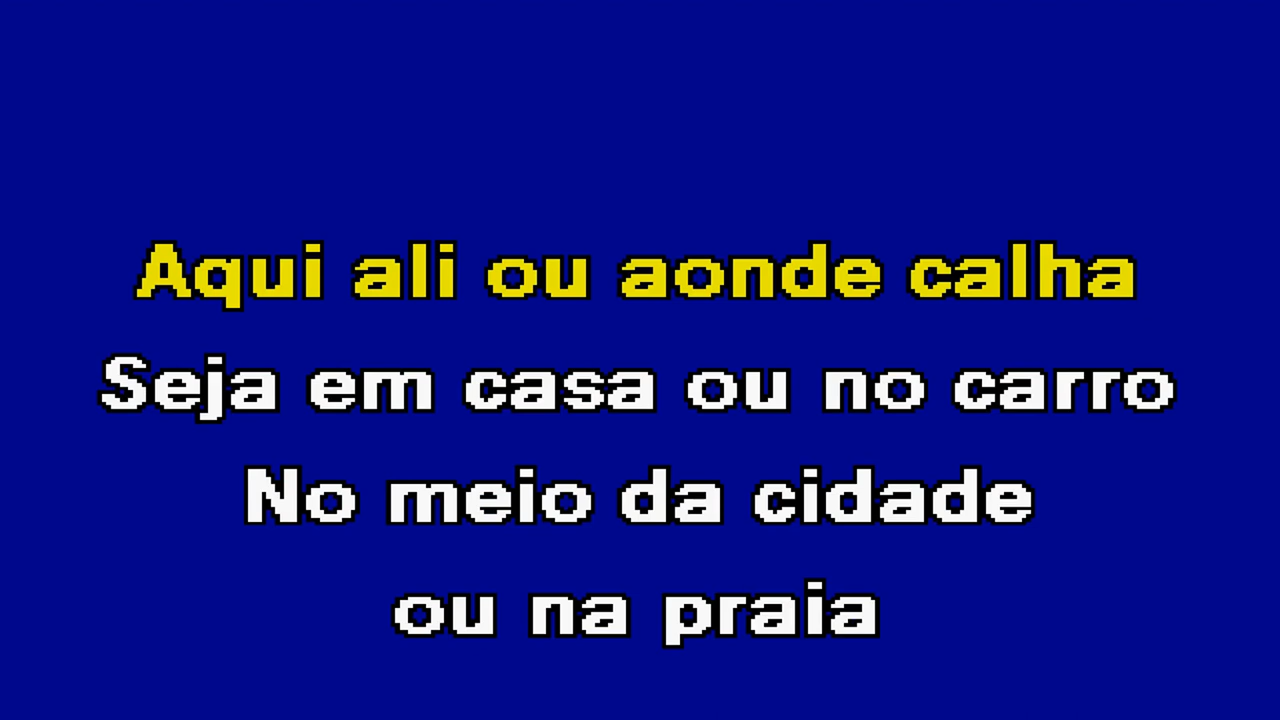 Aqui ali ou aonde calha
Seja em casa ou no carro
No meio da cidade
ou na praia